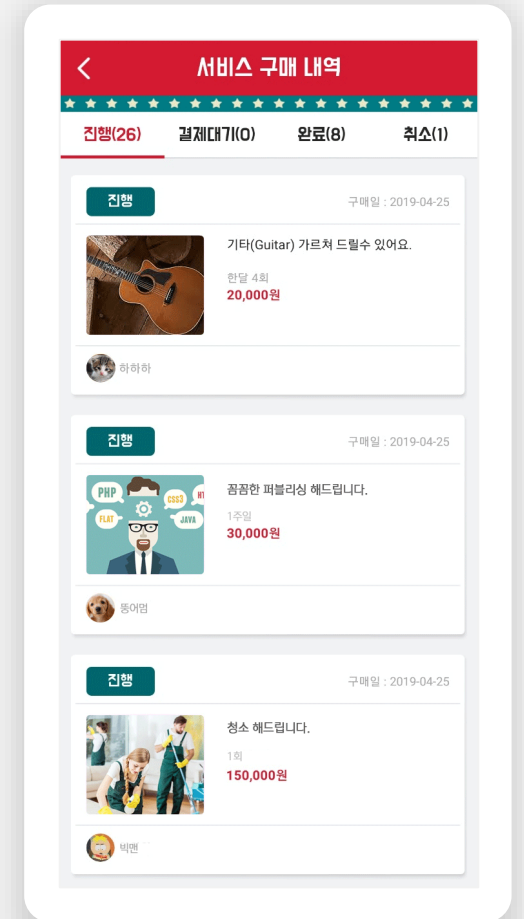 서비스 구매 내역
진행(26) 결제대기(0) 완료(8) 취소(1)
진행 구매일 : 2019-04-25
기타(Guitar) 가르쳐 드릴수 있어요.
한달 4회
20,000원
하하하
진행 구매일 : 2019-04-25
PHP CSS3 HT
FLAT JAVA
꼼꼼한 퍼블리싱 해드립니다.
1주일
30,000원
뚱어멈
진행 구매일 : 2019-04-25
청소 해드립니다.
1회
150,000원
빅맨